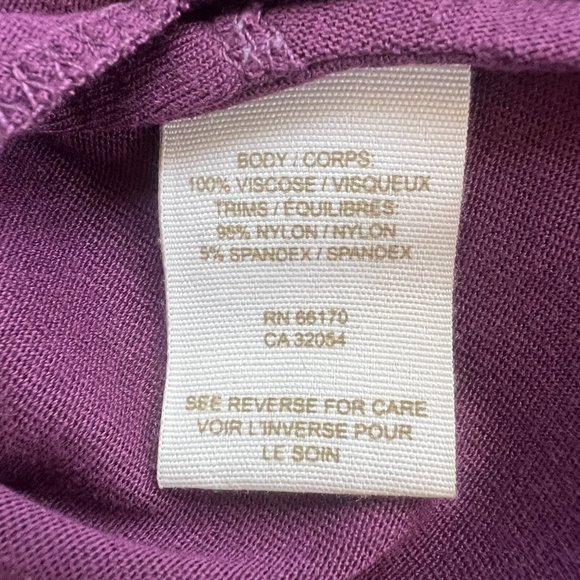 BODY / CORPS:
100% VISCOSE / VISQUEUX
TRIMS / ÉQUILIBRES:
95% NYLON / NYLON
5% SPANDEX / SPANDEX
RN 66170
CA 32054
SEE REVERSE FOR CARE
VOIR L'INVERSE POUR
LE SOIN